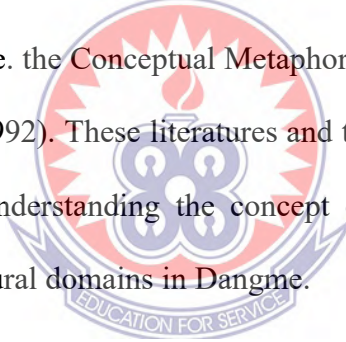 e. the Conceptual Metaphor
992). These literatures and t
nderstanding the concept
ural domains in Dangme.
EDUCATION FOR SERVICE